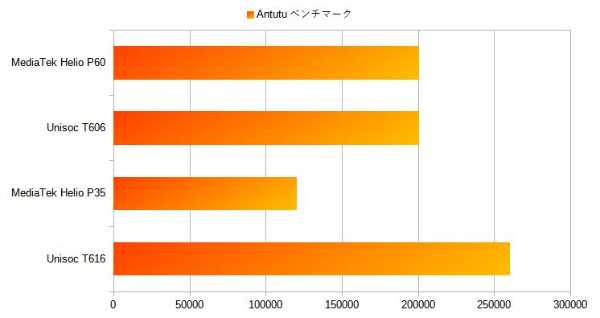 Antutu ベンチマーク
MediaTek Helio P60
Unisoc T606
MediaTek Helio P35
Unisoc T616
0 50000 100000 150000 200000 250000 300000